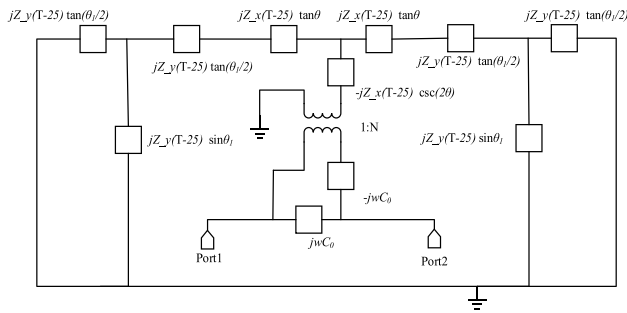 jZ_y(T-25) tan(θ₁/2)
jZ_x(T-25) tanθ
jZ_x(T-25) tanθ
jZ_y(T-25) tan(θ₁/2)
jZ_y(T-25) tan(θ₁/2)
jZ_y(T-25) tan(θ₁/2)
-jZ_x(T-25) csc(2θ)
1:N
jZ_y(T-25) sinθ₁
jZ_y(T-25) sinθ₁
-jwC₀
jwC₀
Port1
Port2